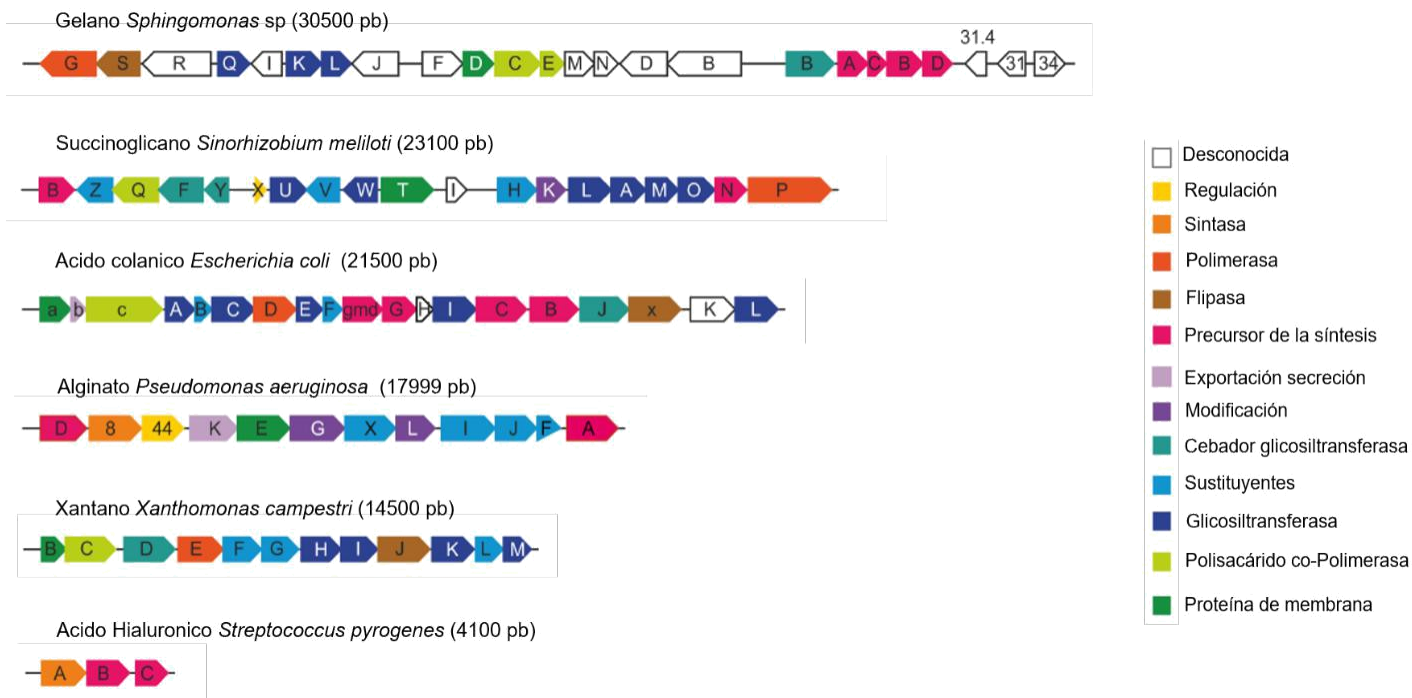 Gelano Sphingomonas sp (30500 pb)
31.4
G S R Q I K L J F D C E M N D B B A C B D 31 34
Succinoglicano Sinorhizobium meliloti (23100 pb)
B Z Q F Y X U V W T I H K L A M O N P
Acido colanico Escherichia coli (21500 pb)
a b c A B C D E F gmd G H I C B J x K L
Alginato Pseudomonas aeruginosa (17999 pb)
D 8 44 K E G X L I J F A
Xantano Xanthomonas campestri (14500 pb)
B C D E F G H I J K L M
Acido Hialuronico Streptococcus pyrogenes (4100 pb)
A B C
Desconocida
Regulación
Sintasa
Polimerasa
Flipasa
Precursor de la síntesis
Exportación secreción
Modificación
Cebador glicosiltransferasa
Sustituyentes
Glicosiltransferasa
Polisacárido co-Polimerasa
Proteína de membrana